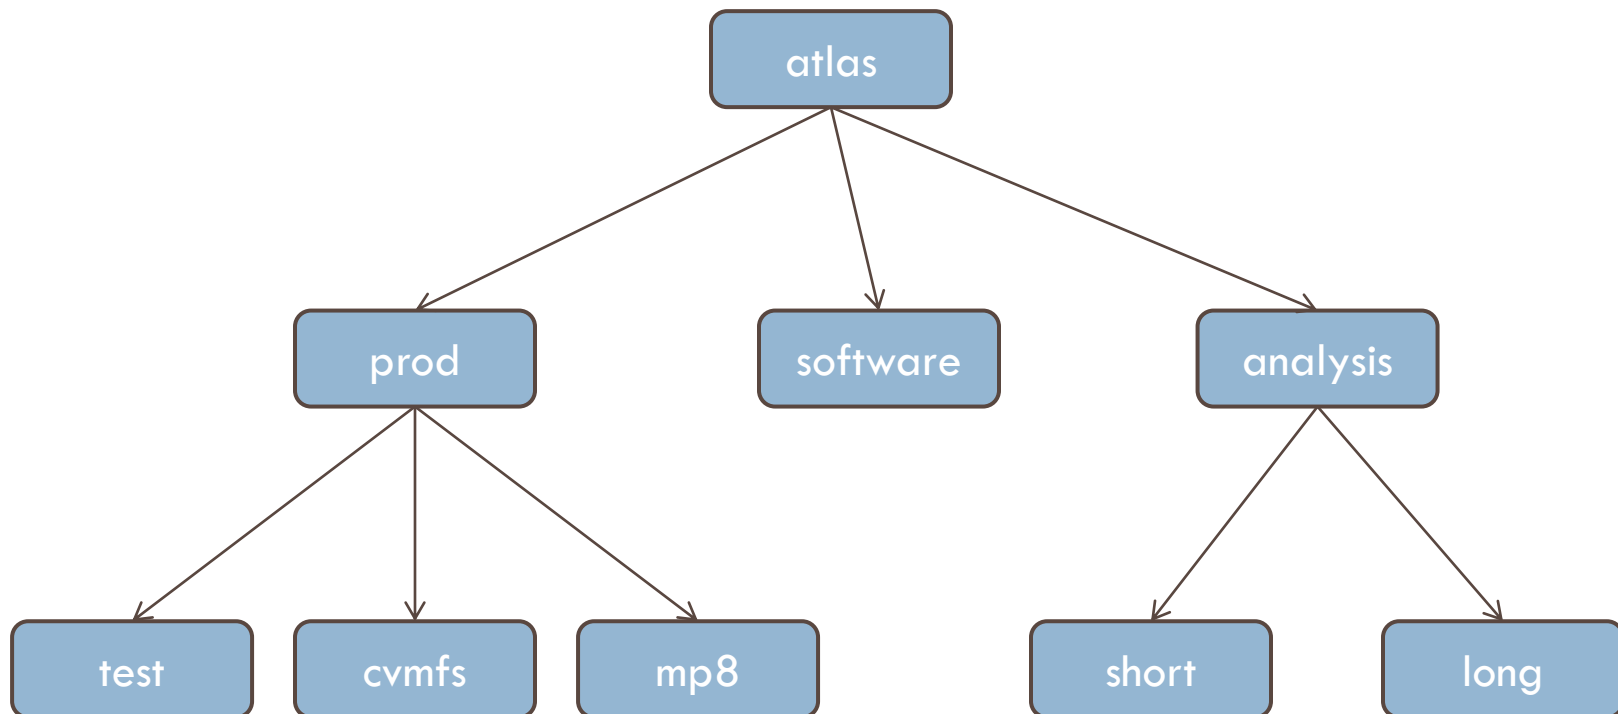 atlas
prod
software
analysis
test
cvmfs
mp8
short
long